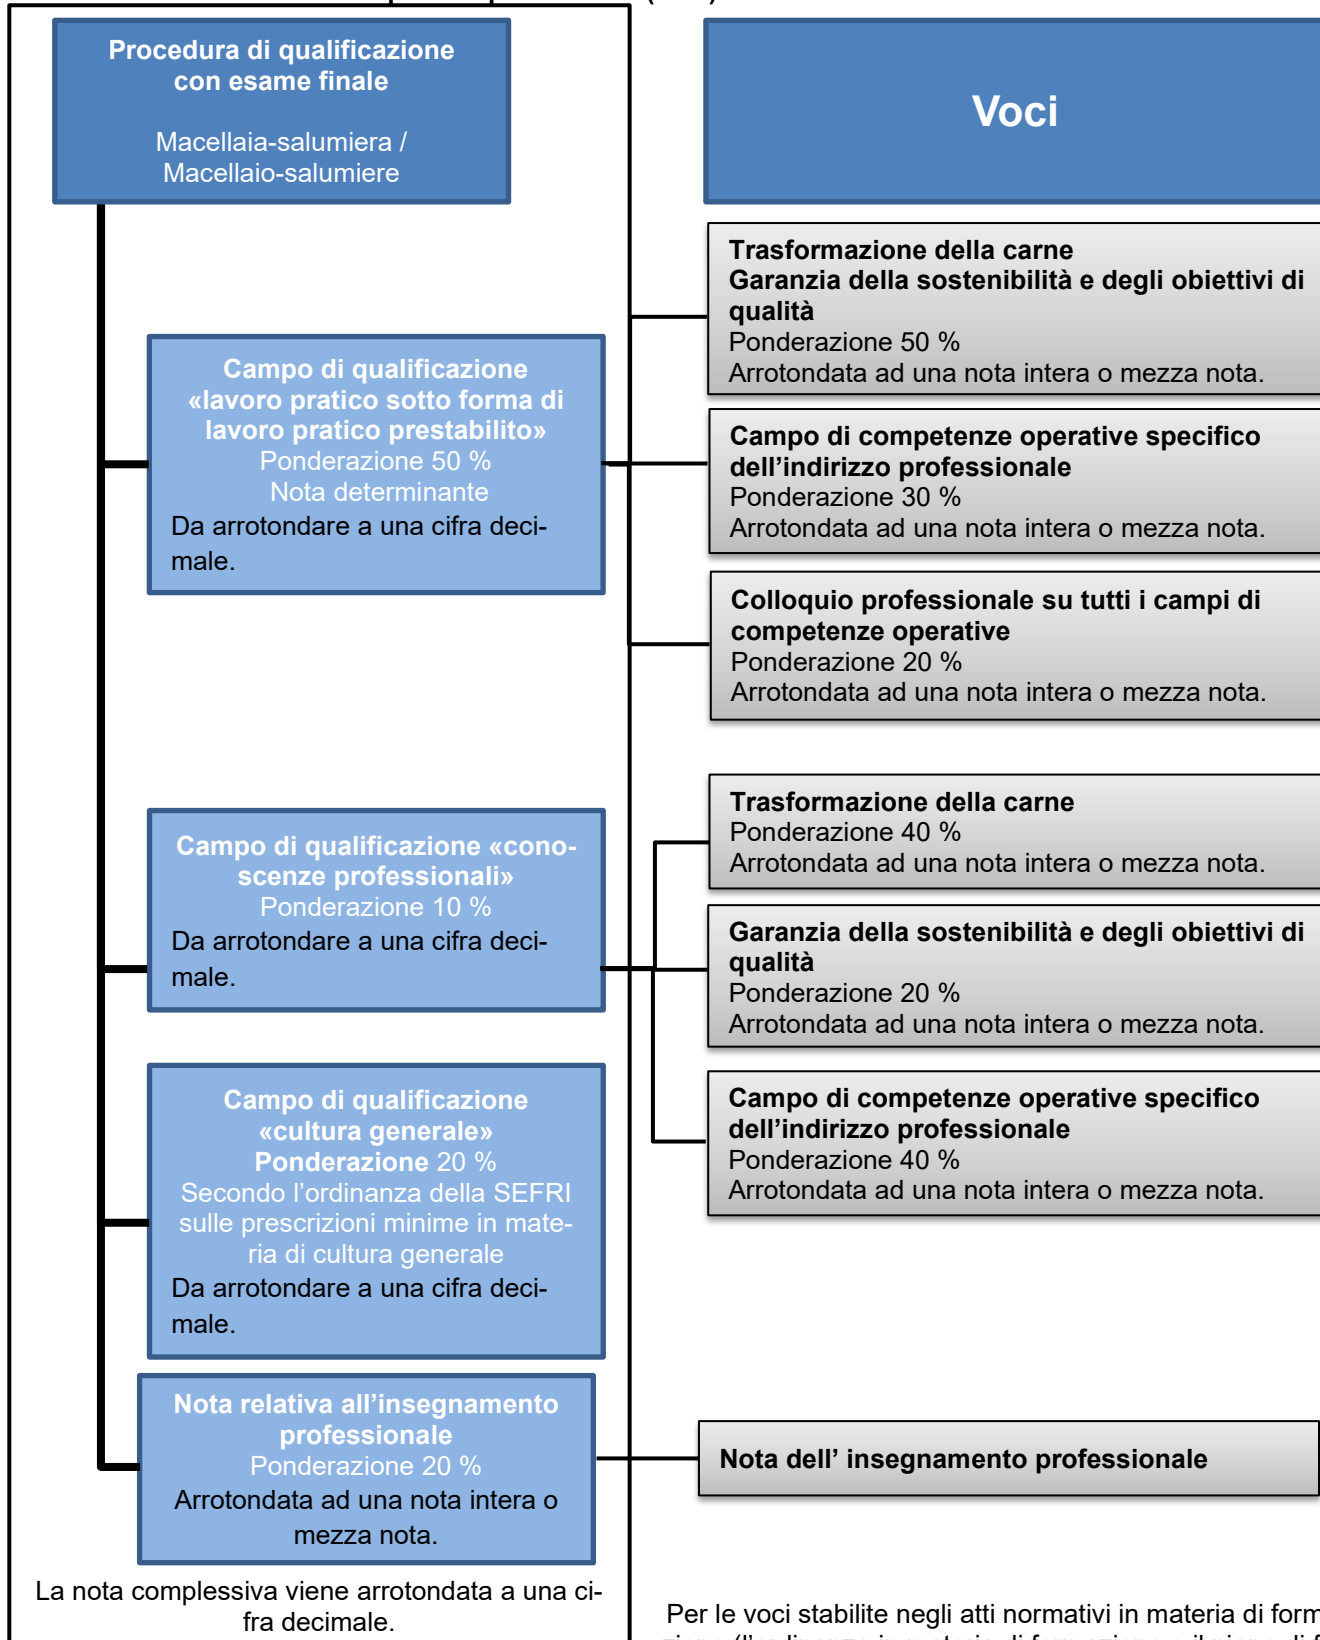 Procedura di qualificazione
con esame finale
Macellaia-salumiera /
Macellaio-salumiere
Voci
Campo di qualificazione
«lavoro pratico sotto forma di
lavoro pratico prestabilito»
Ponderazione 50 %
Nota determinante
Da arrotondare a una cifra deci-
male.
Trasformazione della carne
Garanzia della sostenibilità e degli obiettivi di
qualità
Ponderazione 50 %
Arrotondata ad una nota intera o mezza nota.
Campo di competenze operative specifico
dell’indirizzo professionale
Ponderazione 30 %
Arrotondata ad una nota intera o mezza nota.
Colloquio professionale su tutti i campi di
competenze operative
Ponderazione 20 %
Arrotondata ad una nota intera o mezza nota.
Campo di qualificazione «cono-
scenze professionali»
Ponderazione 10 %
Da arrotondare a una cifra deci-
male.
Trasformazione della carne
Ponderazione 40 %
Arrotondata ad una nota intera o mezza nota.
Garanzia della sostenibilità e degli obiettivi di
qualità
Ponderazione 20 %
Arrotondata ad una nota intera o mezza nota.
Campo di competenze operative specifico
dell’indirizzo professionale
Ponderazione 40 %
Arrotondata ad una nota intera o mezza nota.
Campo di qualificazione
«cultura generale»
Ponderazione 20 %
Secondo l’ordinanza della SEFRI
sulle prescrizioni minime in mate-
ria di cultura generale
Da arrotondare a una cifra deci-
male.
Nota relativa all’insegnamento
professionale
Ponderazione 20 %
Arrotondata ad una nota intera o
mezza nota.
Nota dell’ insegnamento professionale
La nota complessiva viene arrotondata a una ci-
fra decimale.
Per le voci stabilite negli atti normativi in materia di form